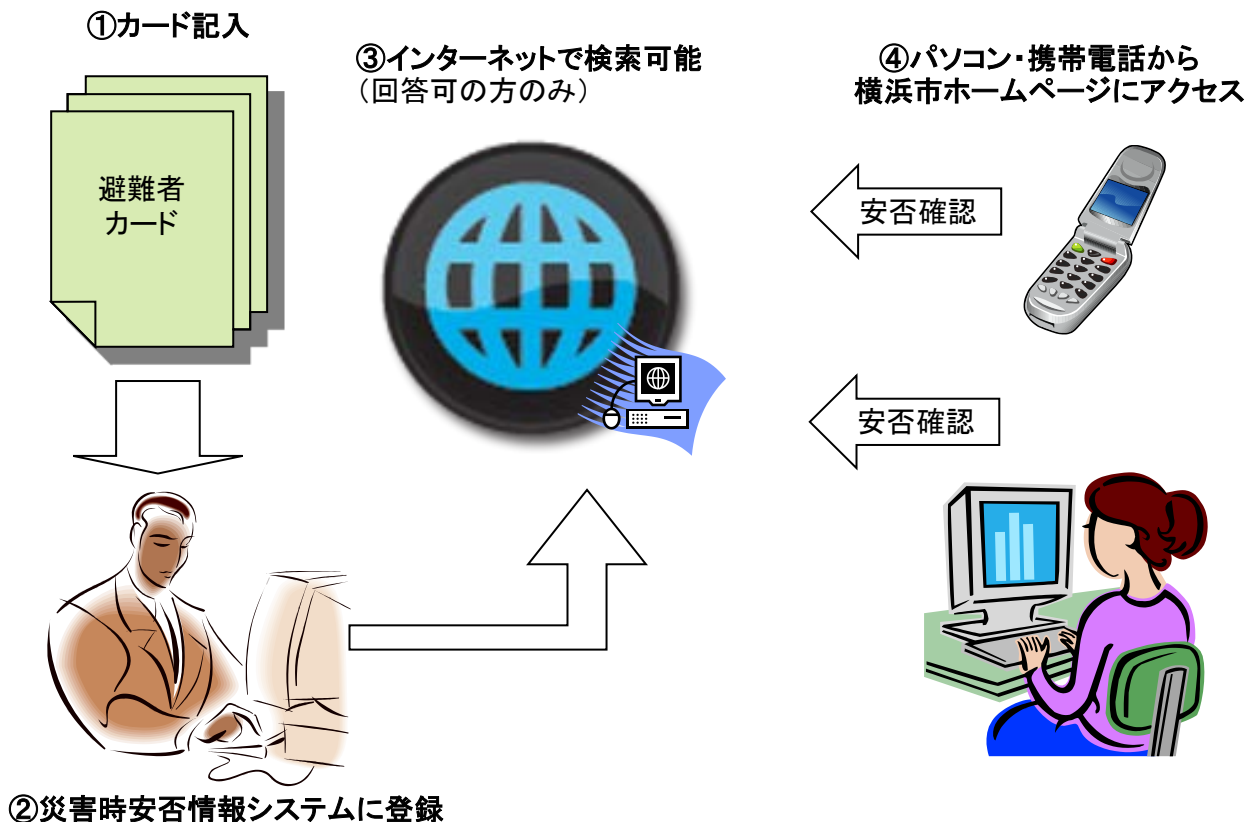 ①カード記入
避難者
カード
②災害時安否情報システムに登録
③インターネットで検索可能
(回答可の方のみ)
④パソコン・携帯電話から
横浜市ホームページにアクセス
安否確認
安否確認